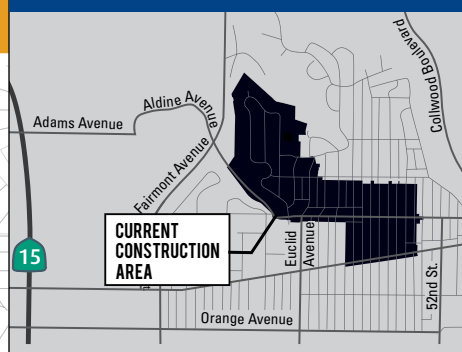 Collwood Boulevard
Aldine Avenue
Adams Avenue
Fairmont Avenue
CURRENT
CONSTRUCTION
AREA
Euclid
Avenue
15
52nd St.
Orange Avenue